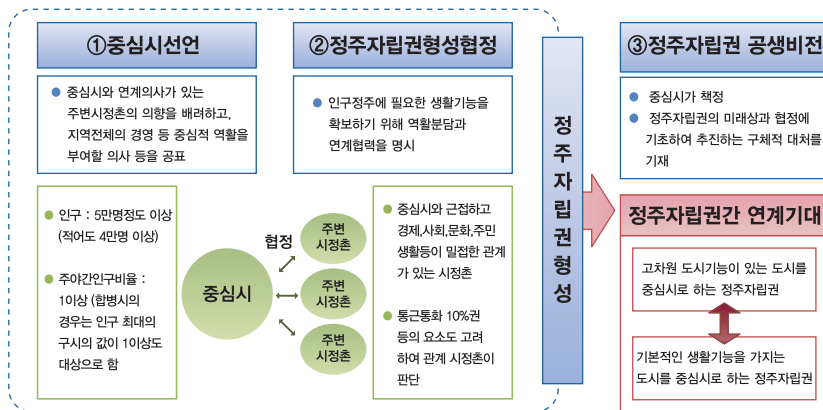 ①중심시선언
● 중심시와 연계의사가 있는
주변시정촌의 의향을 배려하고,
지역전체의 경영 등 중심적 역활을
부여할 의사 등을 공표
②정주자립권형성협정
● 인구정주에 필요한 생활기능을
확보하기 위해 역활분담과
연계협력을 명시
● 인구 : 5만명정도 이상
(적어도 4만명 이상)
● 주야간인구비율 :
1이상 (합병시의
경우는 인구 최대의
구시의 값이 1이상도
대상으로 함
중심시
협정
주변
시정촌
주변
시정촌
주변
시정촌
● 중심시와 근접하고
경제,사회,문화,주민
생활등이 밀접한 관계
가 있는 시정촌
● 통근통화 10%권
등의 요소도 고려
하여 관계 시정촌이
판단
정주자립권형성
③정주자립권 공생비전
● 중심시가 책정
● 정주자립권의 미래상과 협정에
기초하여 추진하는 구체적 대처를
기재
정주자립권간 연계기대
고차원 도시기능이 있는 도시를
중심시로 하는 정주자립권
기본적인 생활기능을 가지는
도시를 중심시로 하는 정주자립권